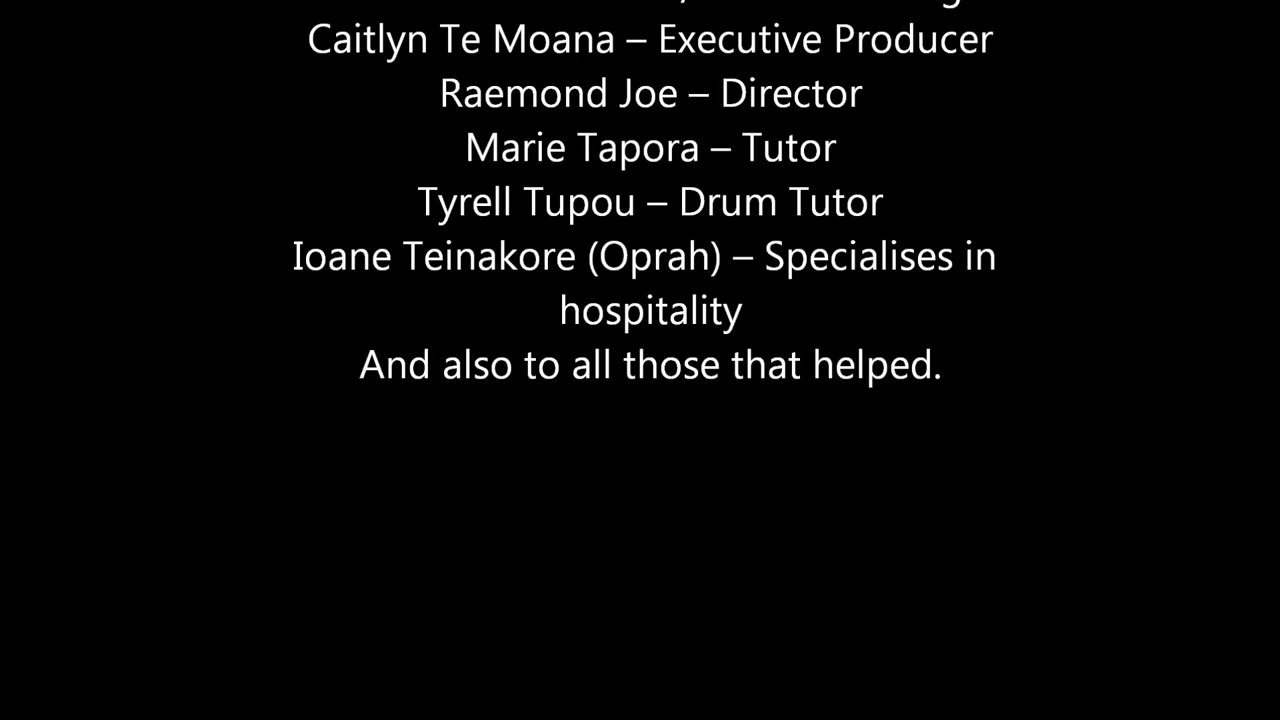 Caitlyn Te Moana – Executive Producer
Raemond Joe – Director
Marie Tapora – Tutor
Tyrell Tupou – Drum Tutor
Ioane Teinakore (Oprah) – Specialises in
hospitality
And also to all those that helped.